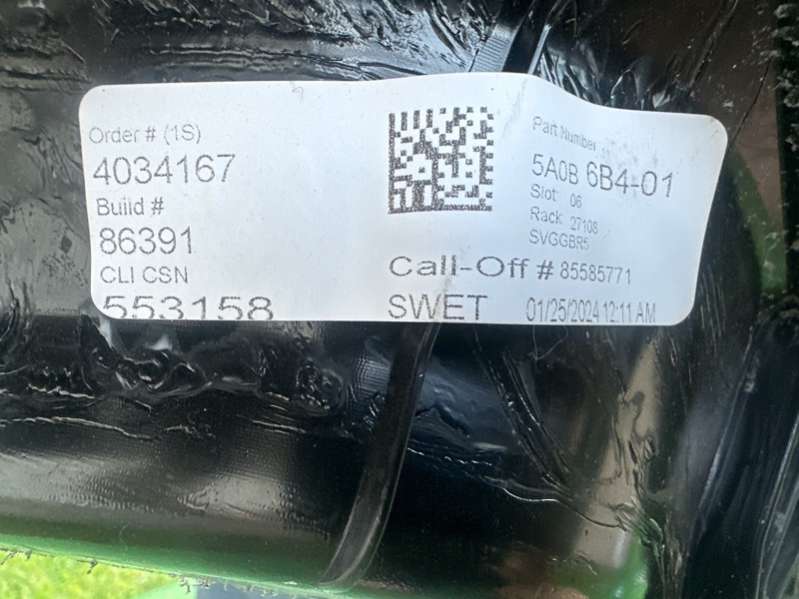 Order # (1S)
4034167
Build #
86391
CLI CSN
553158
Part Number
5A0B 6B4-01
Slot: 06
Rack: 27108
SVGGBR5
Call-Off # 85585771
SWET 01/25/2024 12:11 AM